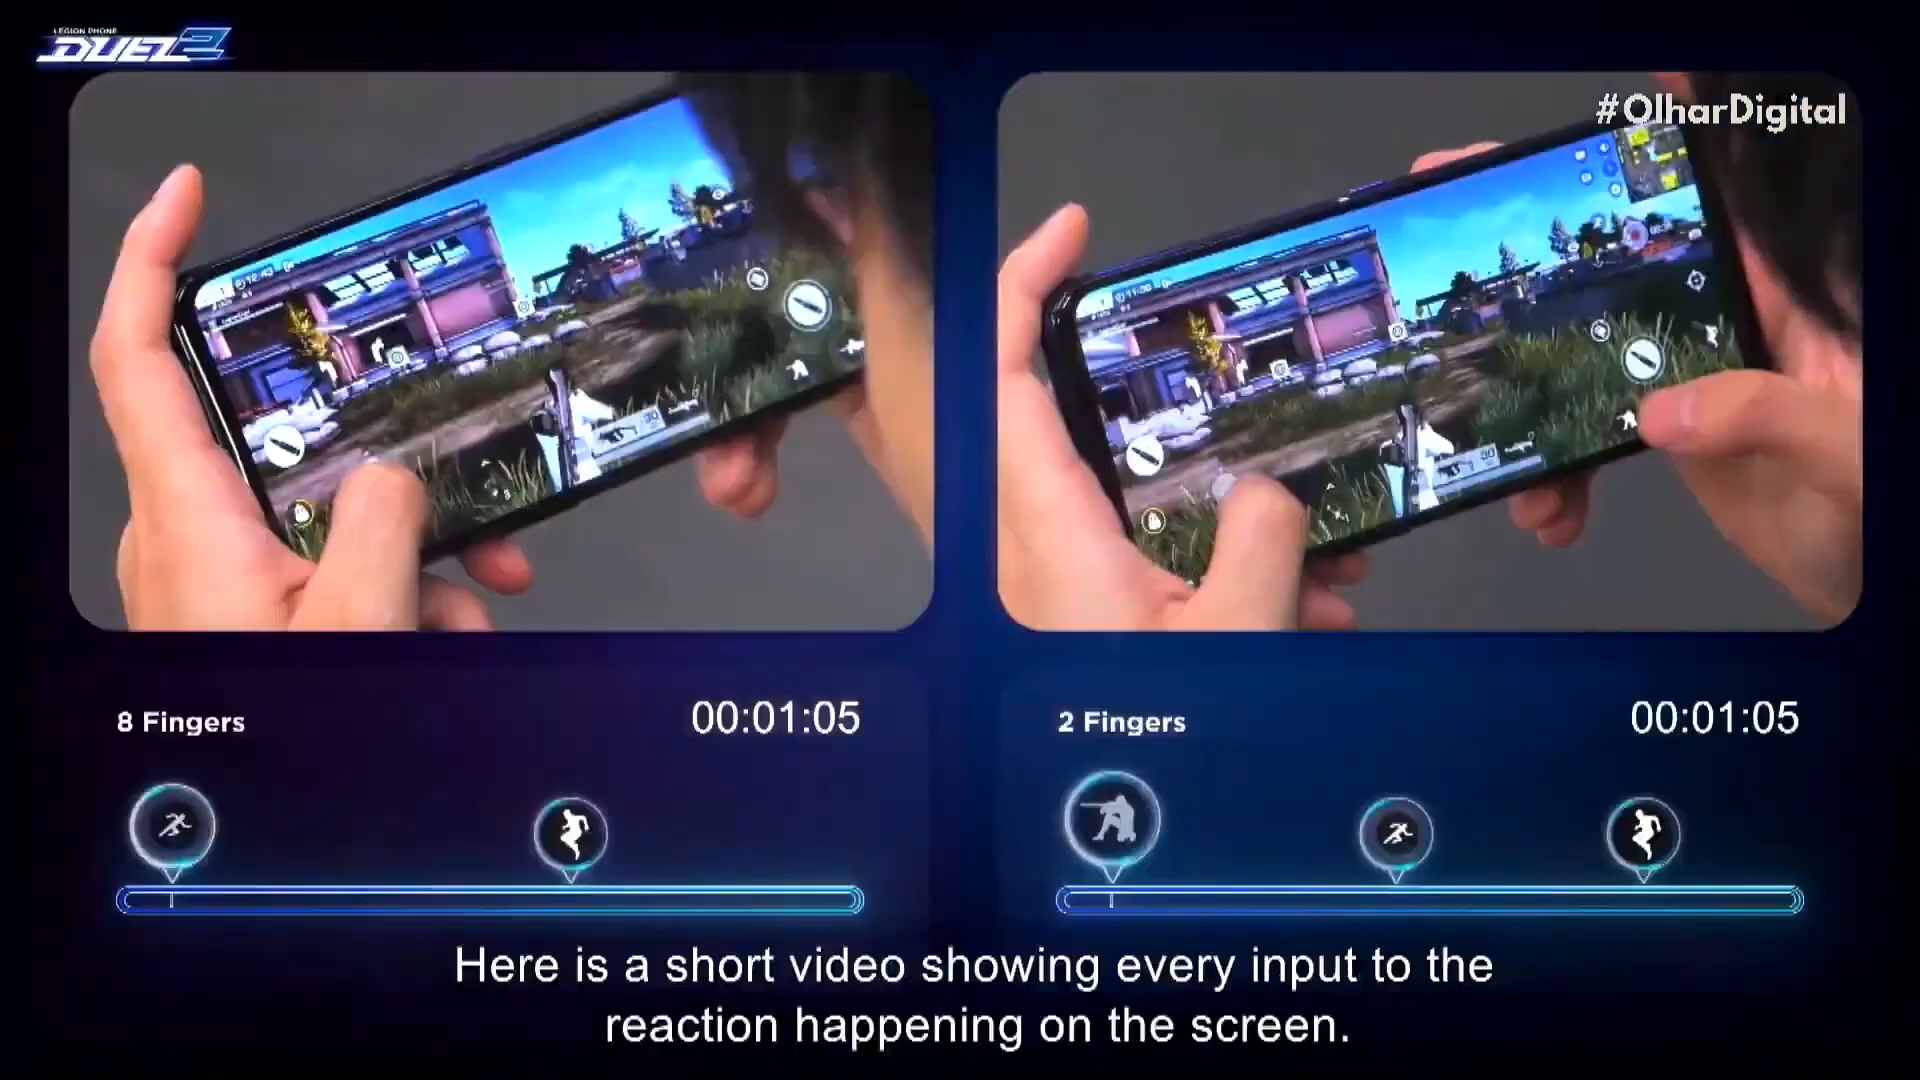 LEGION PHONE
DUEL 2
#OlharDigital
8 Fingers
00:01:05
2 Fingers
00:01:05
Here is a short video showing every input to the
reaction happening on the screen.